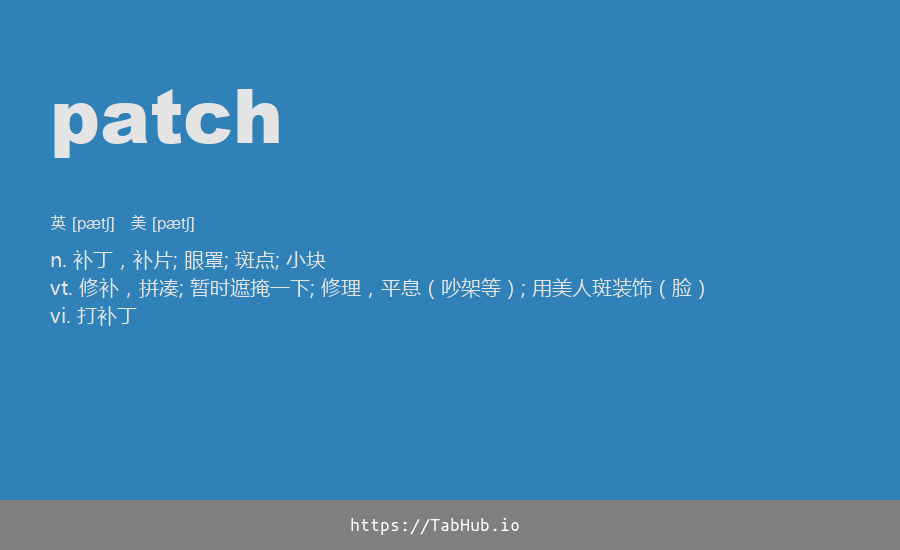 patch
英 [pætʃ] 美 [pætʃ]
n. 补丁，补片; 眼罩; 斑点; 小块
vt. 修补，拼凑; 暂时遮掩一下; 修理，平息（吵架等）; 用美人斑装饰（脸）
vi. 打补丁
https://TabHub.io